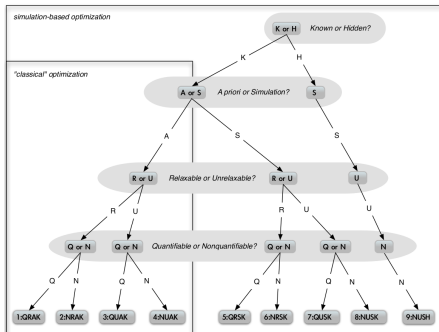 simulation-based optimization
K or H
Known or Hidden?
K
H
"classical" optimization
A or S
A priori or Simulation?
S
A
S
S
R or U
Relaxable or Unrelaxable?
R or U
U
R
U
R
U
U
Q or N
Q or N
Quantifiable or Nonquantifiable?
Q or N
Q or N
N
Q
N
Q
N
Q
N
Q
N
N
1:QRAK
2:NRAK
3:QUAK
4:NUAK
5:QRSK
6:NRSK
7:QUSK
8:NUSK
9:NUSH